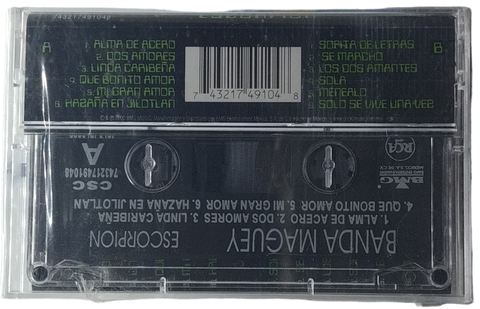 743217491048
ESCORPION
A
1. ALMA DE ACERO
2. DOS AMORES
3. LINDA CARIBEÑA
4. QUE BONITO AMOR
5. MI GRAN AMOR
6. HAZAÑA EN JILOTLAN
7 43217 49104 8
B
SOPITA DE LETRAS
SE MARCHO
LOS DOS AMANTES
SOLA
MENEALO
SOLO SE VIVE UNA VEZ
BANDA MAGUEY
ESCORPION
1. ALMA DE ACERO 2. DOS AMORES 3. LINDA CARIBEÑA
4. QUE BONITO AMOR 5. MI GRAN AMOR 6. HAZAÑA EN JILOTLAN
BMG
RCA
CSC
74321749104
A